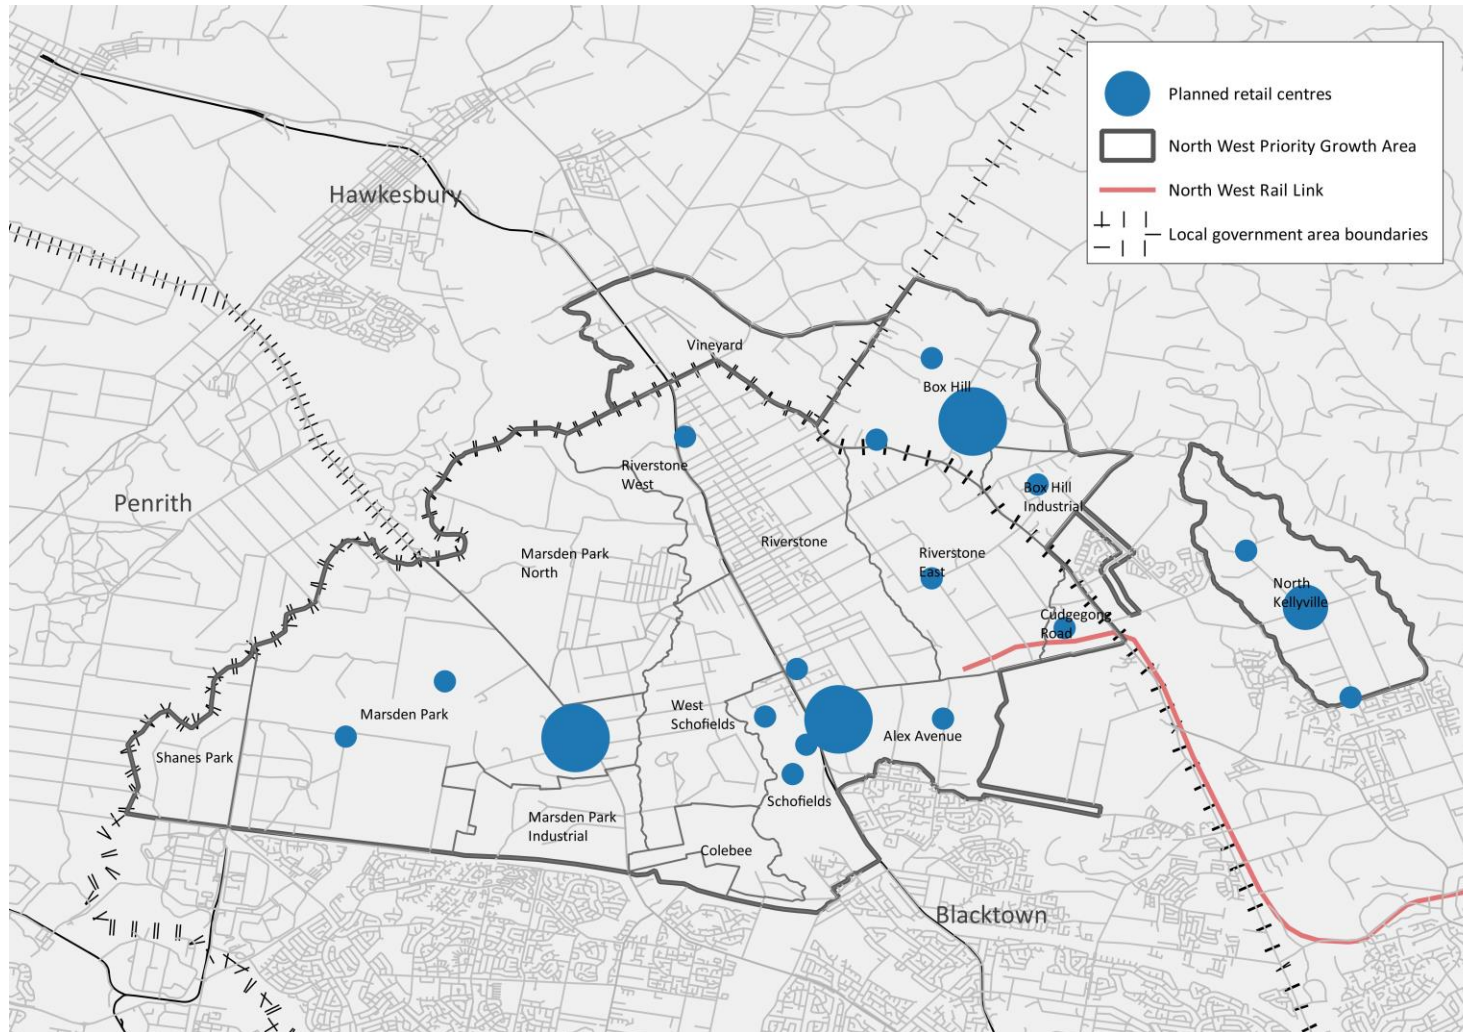 Planned retail centres
North West Priority Growth Area
North West Rail Link
Local government area boundaries
Hawkesbury
Vineyard
Box Hill
Riverstone
West
Penrith
Box Hill
Industrial
Riverstone
Marsden Park
North
Riverstone
East
North
Kellyville
Cudgegong
Road
West
Schofields
Marsden Park
Alex Avenue
Shanes Park
Schofields
Marsden Park
Industrial
Colebee
Blacktown